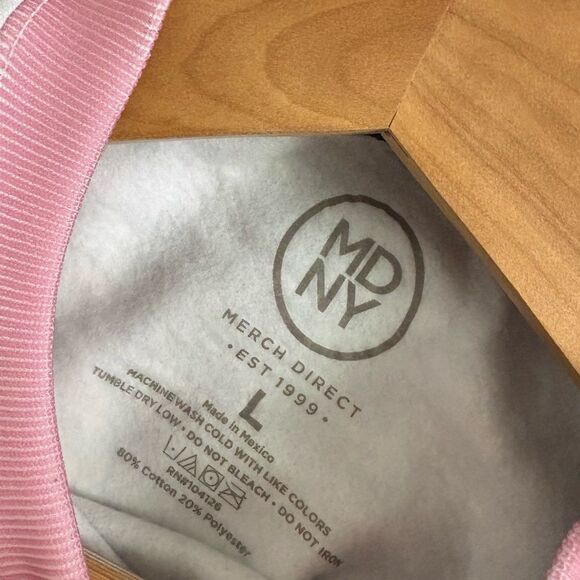 MD
NY
MERCH DIRECT
• EST 1999 •
L
Made in Mexico
MACHINE WASH COLD WITH LIKE COLORS
TUMBLE DRY LOW • DO NOT BLEACH • DO NOT IRON
RN#104126
80% Cotton 20% Polyester